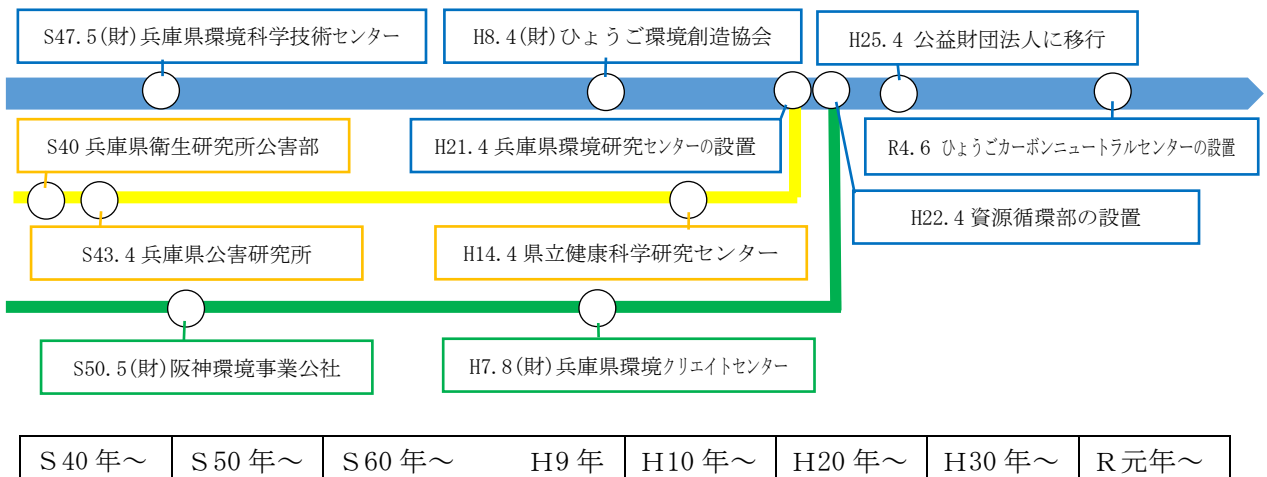 S47.5(財)兵庫県環境科学技術センター
H8.4(財)ひょうご環境創造協会
H25.4 公益財団法人に移行
S40 兵庫県衛生研究所公害部
H21.4 兵庫県環境研究センターの設置
R4.6 ひょうごカーボンニュートラルセンターの設置
S43.4 兵庫県公害研究所
H14.4 県立健康科学研究センター
H22.4 資源循環部の設置
S50.5(財)阪神環境事業公社
H7.8(財)兵庫県環境クリエイトセンター
S40年～ S50年～ S60年～ H9年 H10年～ H20年～ H30年～ R元年～